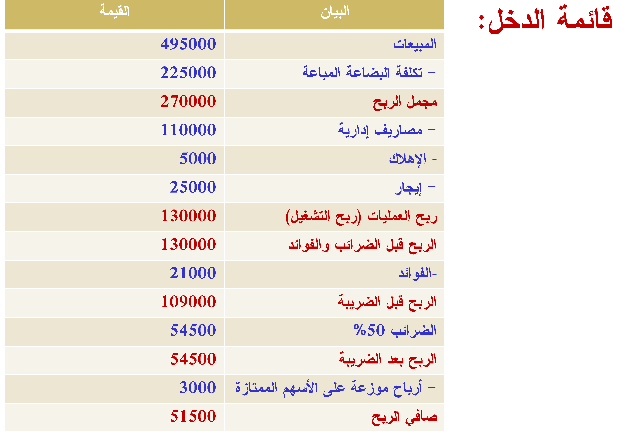 قائمة الدخل:
البيان القيمة
المبيعات 495000
– تكلفة البضاعة المباعة 225000
مجمل الربح 270000
– مصاريف إدارية 110000
- الإهلاك 5000
– إيجار 25000
ربح العمليات (ربح التشغيل) 130000
الربح قبل الضرائب والفوائد 130000
-الفوائد 21000
الربح قبل الضريبة 109000
الضرائب 50% 54500
الربح بعد الضريبة 54500
– أرباح موزعة على الأسهم الممتازة 3000
صافي الربح 51500